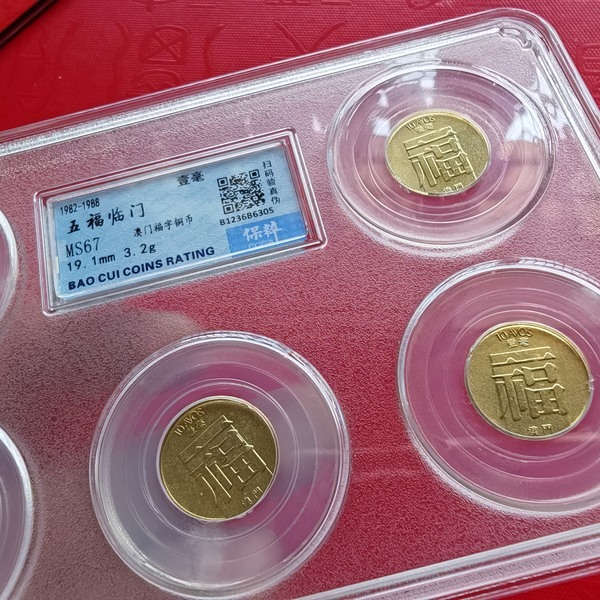 1982-1988
壹毫
五福临门
澳门福字铜币
MS67
19.1mm 3.2g
BAO CUI COINS RATING
扫码验真伪
B1236B6305
保粹
10 AVOS
壹毫
福
澳門
10 AVOS
壹毫
福
澳門
10 AVOS
壹毫
福
澳門